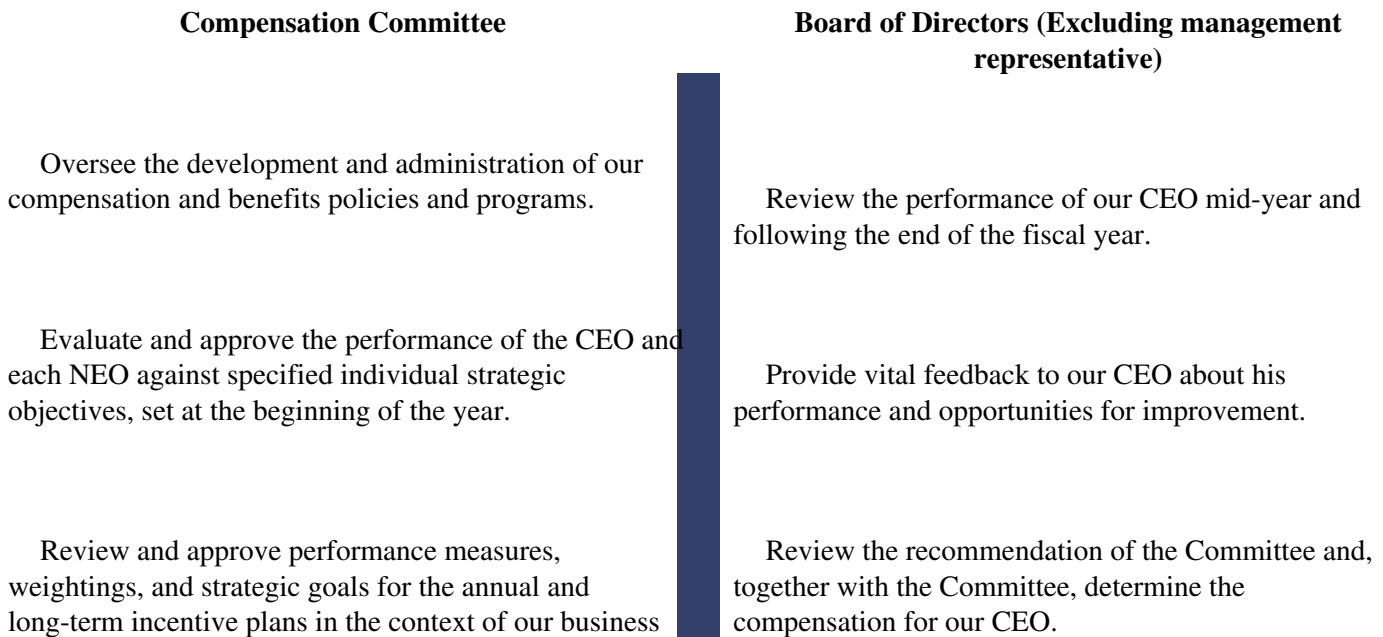 Compensation Committee
Oversee the development and administration of our
compensation and benefits policies and programs.
Evaluate and approve the performance of the CEO and
each NEO against specified individual strategic
objectives, set at the beginning of the year.
Review and approve performance measures,
weightings, and strategic goals for the annual and
long-term incentive plans in the context of our business
Board of Directors (Excluding management
representative)
Review the performance of our CEO mid-year and
following the end of the fiscal year.
Provide vital feedback to our CEO about his
performance and opportunities for improvement.
Review the recommendation of the Committee and,
together with the Committee, determine the
compensation for our CEO.